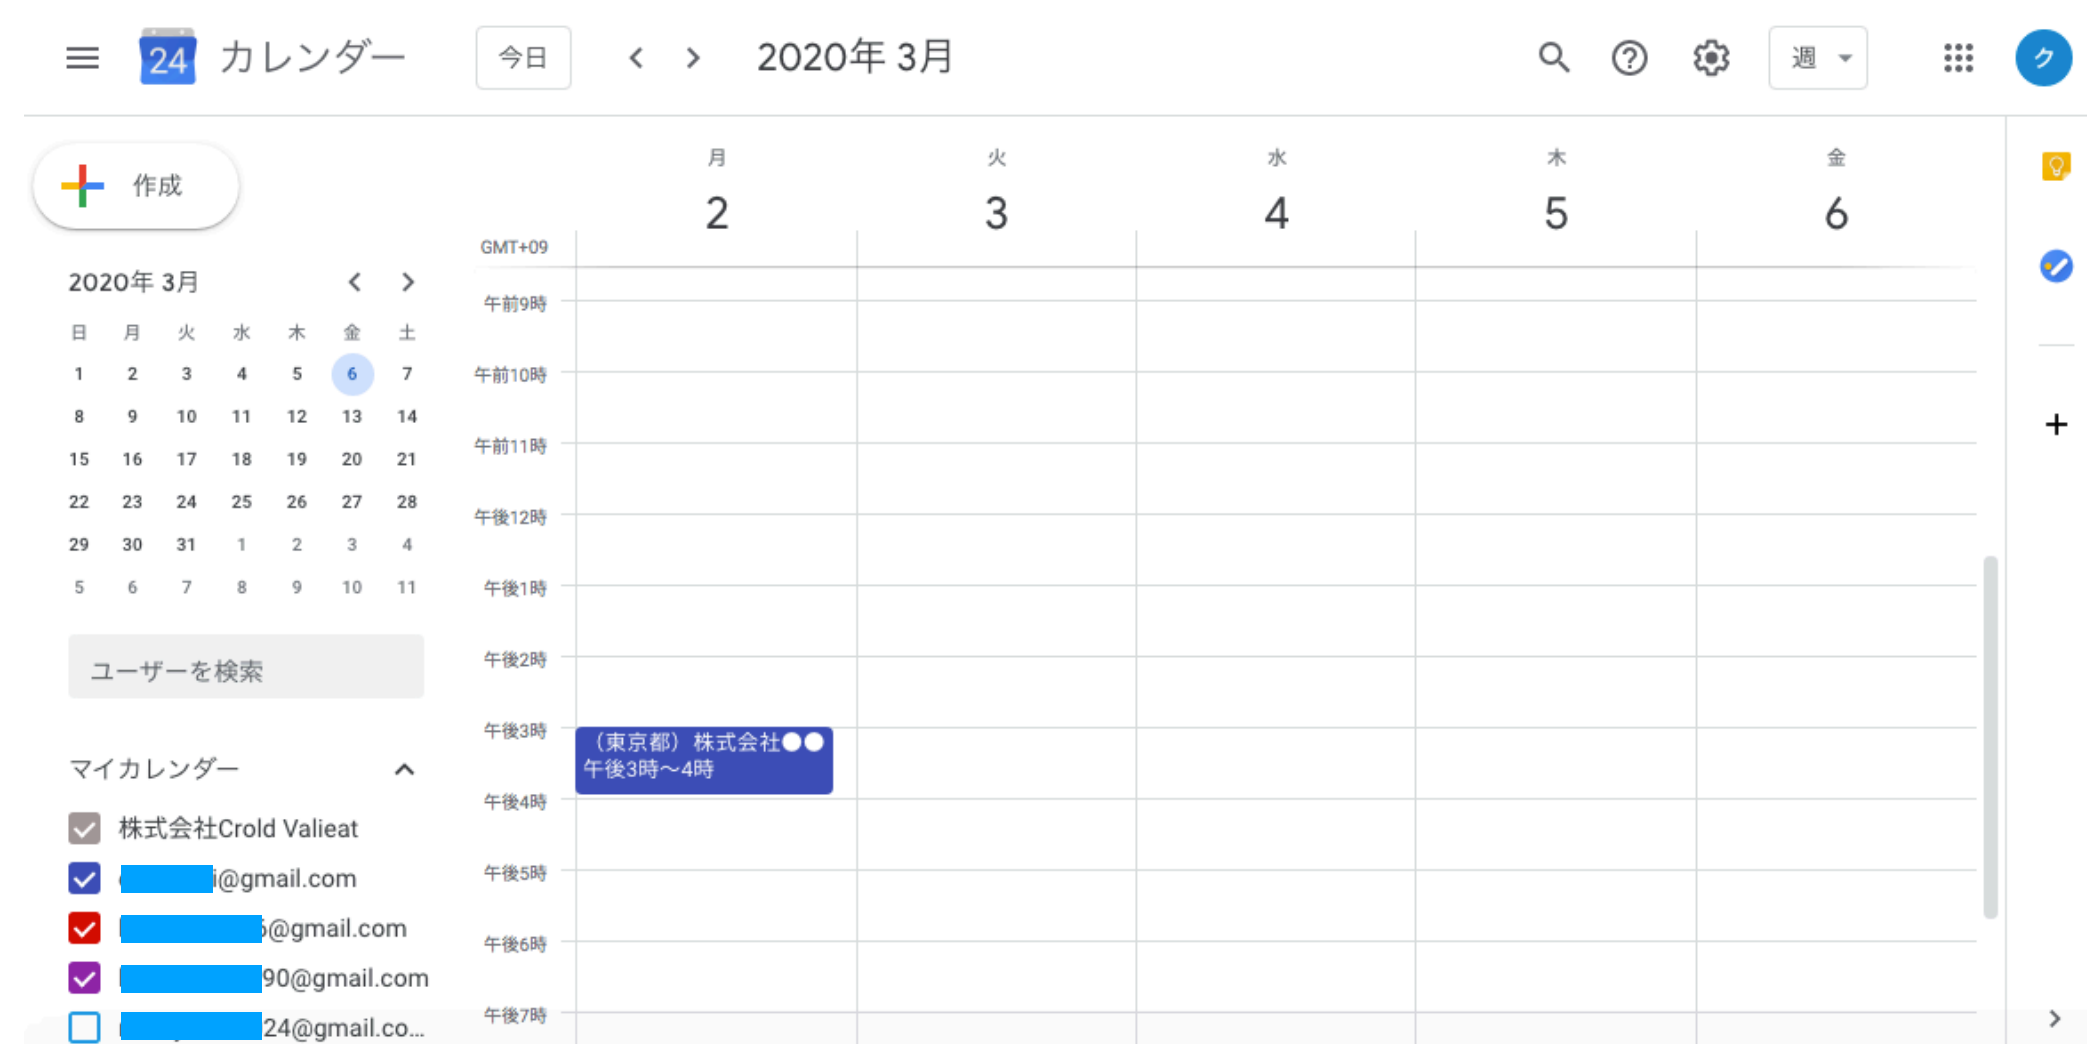 24 カレンダー 今日 2020年 3月 週 ク
作成
2020年 3月
日 月 火 水 木 金 土
1 2 3 4 5 6 7
8 9 10 11 12 13 14
15 16 17 18 19 20 21
22 23 24 25 26 27 28
29 30 31 1 2 3 4
5 6 7 8 9 10 11
ユーザーを検索
マイカレンダー
株式会社Crold Valieat
i@gmail.com
@gmail.com
90@gmail.com
24@gmail.co...
月 火 水 木 金
2 3 4 5 6
GMT+09
午前9時
午前10時
午前11時
午後12時
午後1時
午後2時
午後3時
（東京都）株式会社●●
午後3時〜4時
午後4時
午後5時
午後6時
午後7時